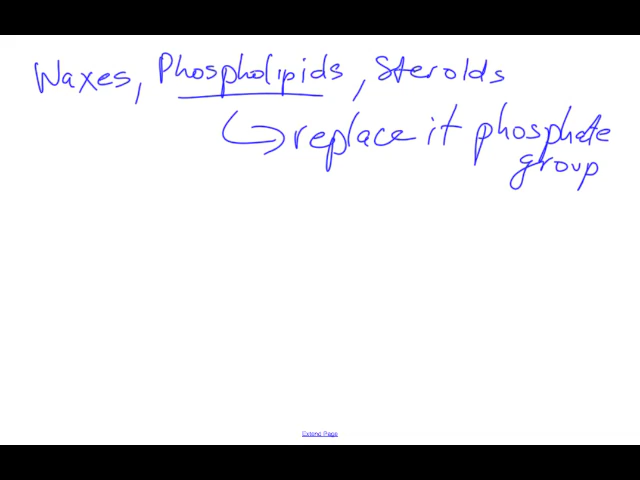 Waxes, Phospholipids, Sterolds
replace it phosphate
group
Extend Page